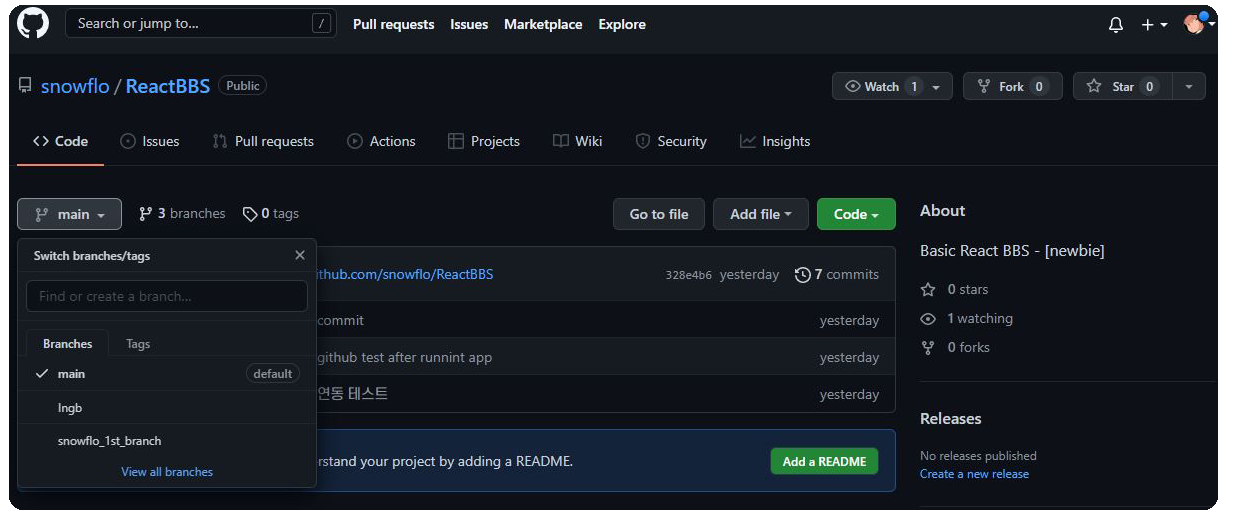 Search or jump to... / Pull requests Issues Marketplace Explore
snowflo / ReactBBS Public Watch 1 Fork 0 Star 0
Code Issues Pull requests Actions Projects Wiki Security Insights
main 3 branches 0 tags Go to file Add file Code
Switch branches/tags
Find or create a branch...
Branches Tags
main default
lngb
snowflo_1st_branch
View all branches
ithub.com/snowflo/ReactBBS 328e4b6 yesterday 7 commits
commit yesterday
github test after runnint app yesterday
연동 테스트 yesterday
rstand your project by adding a README. Add a README
About
Basic React BBS - [newbie]
0 stars
1 watching
0 forks
Releases
No releases published
Create a new release